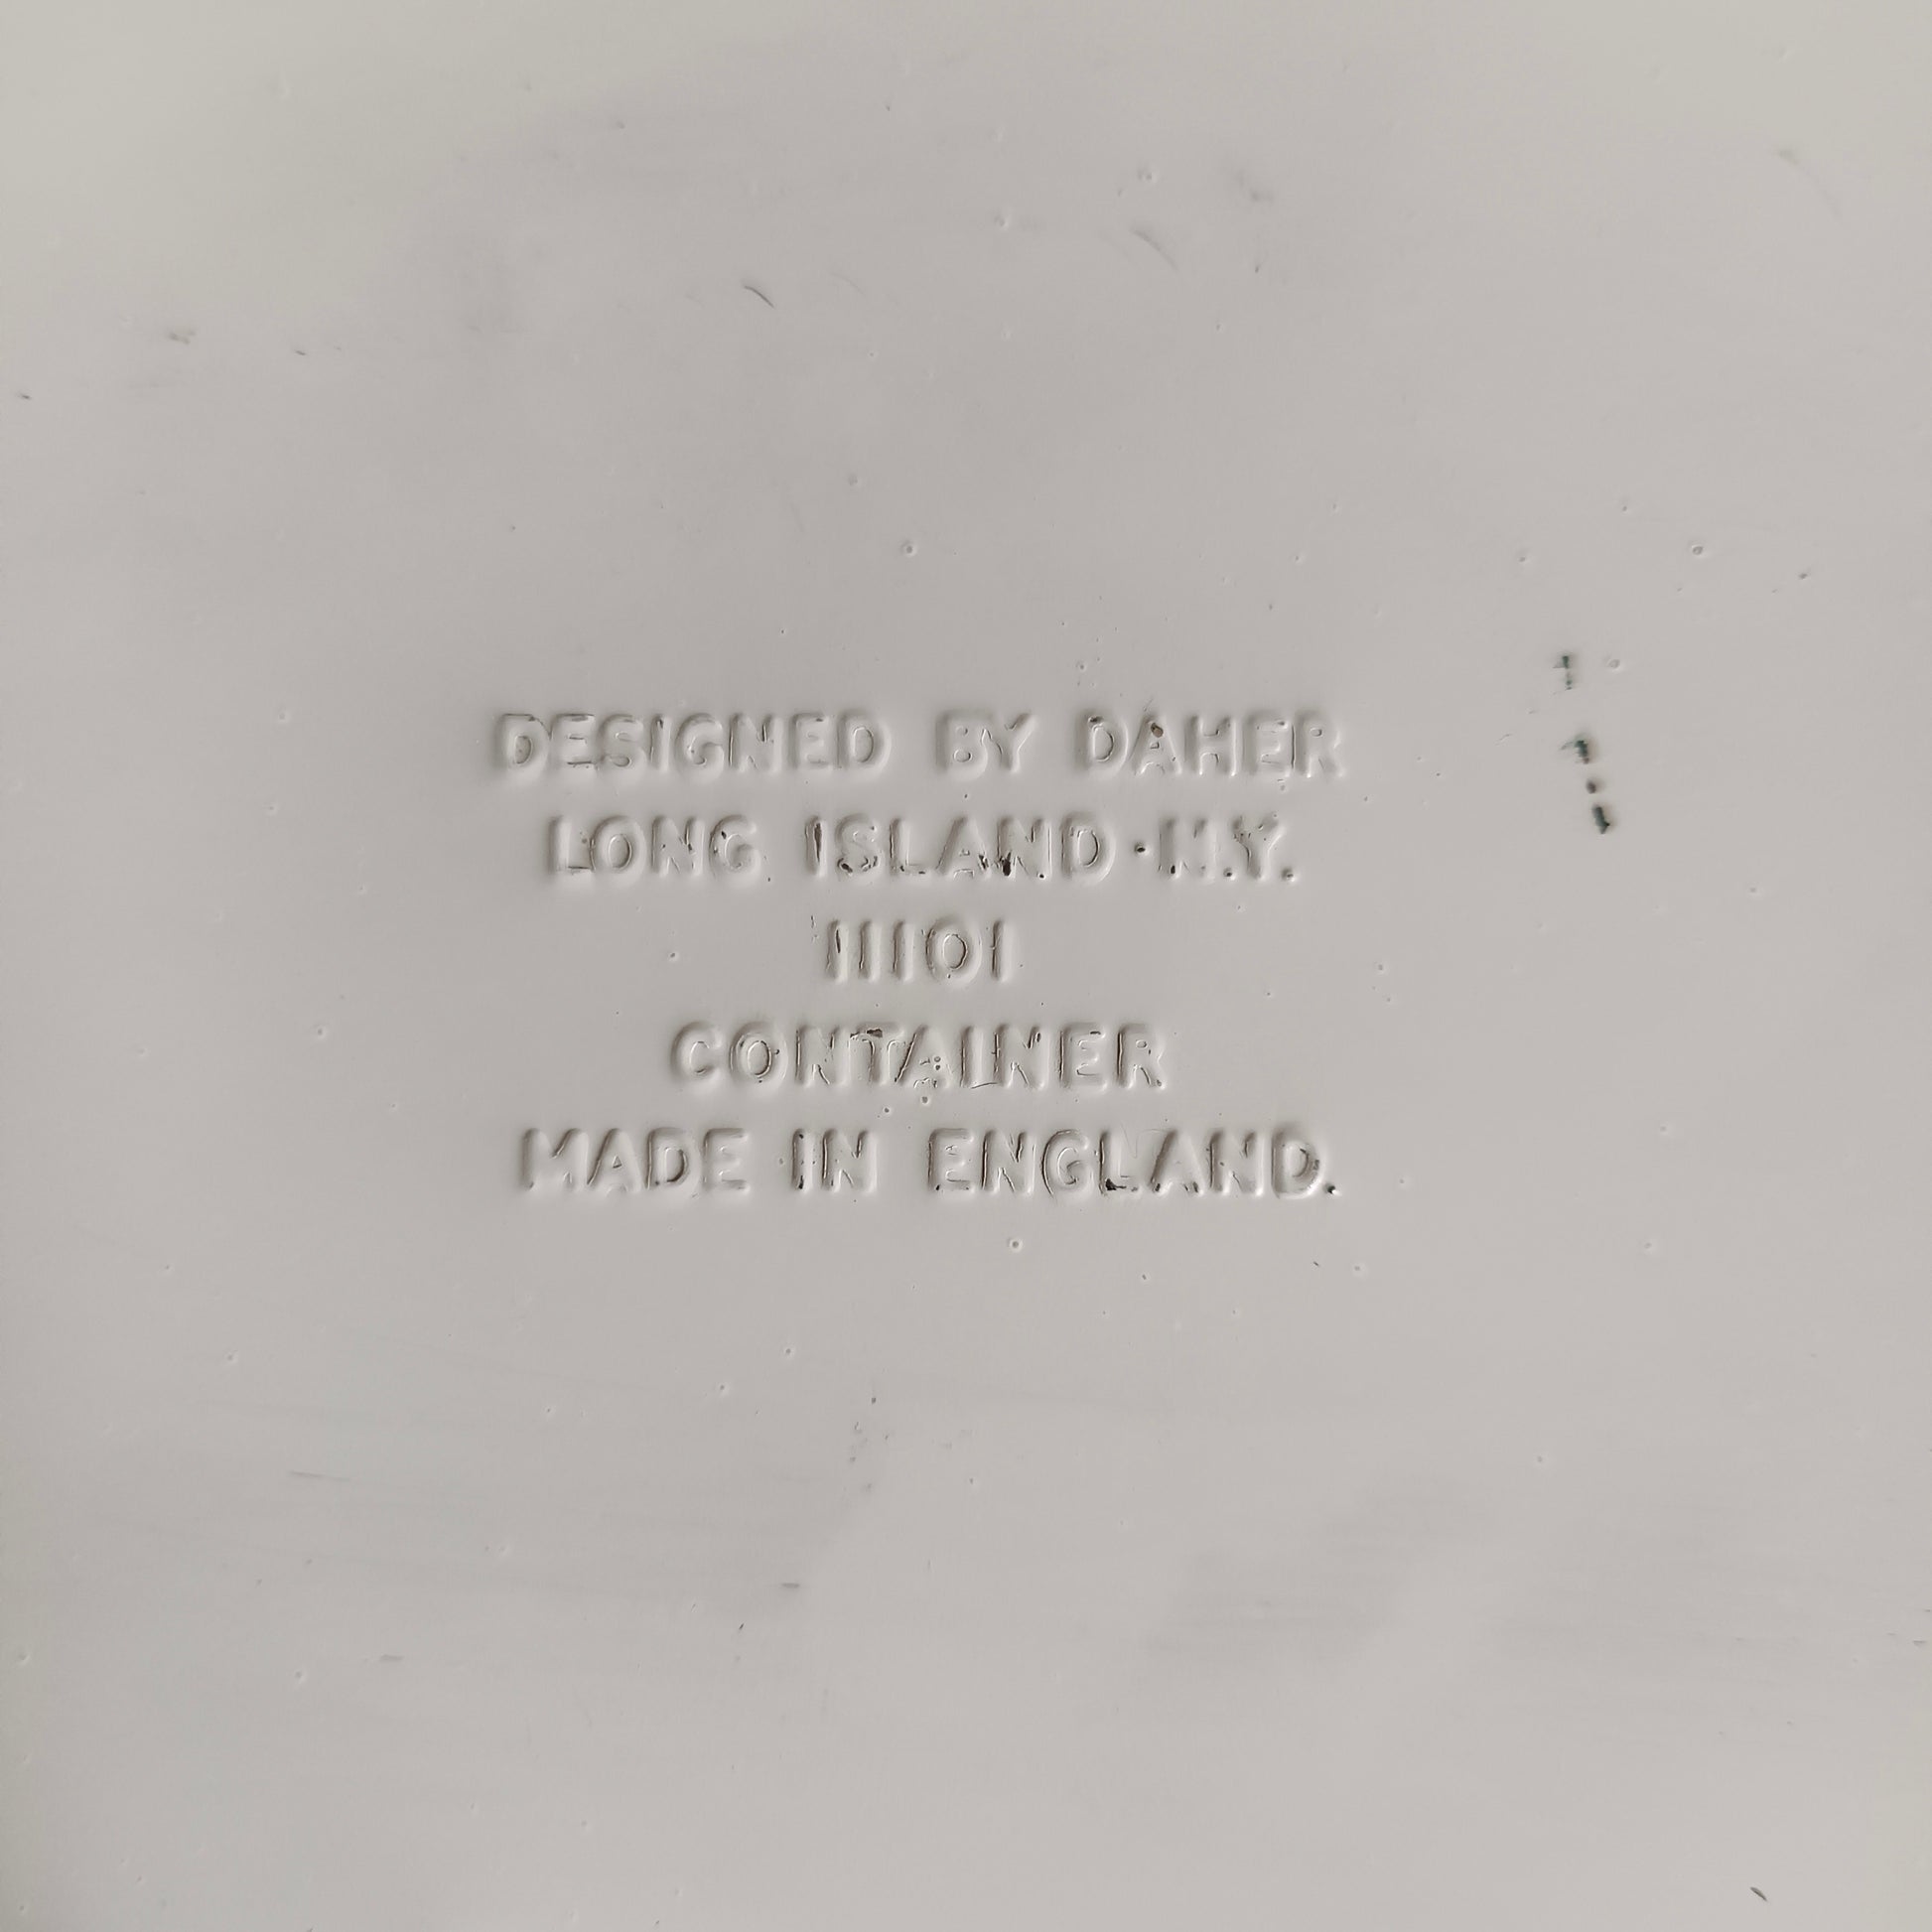 DESIGNED BY DAHER
LONG ISLAND·N.Y.
11101
CONTAINER
MADE IN ENGLAND.